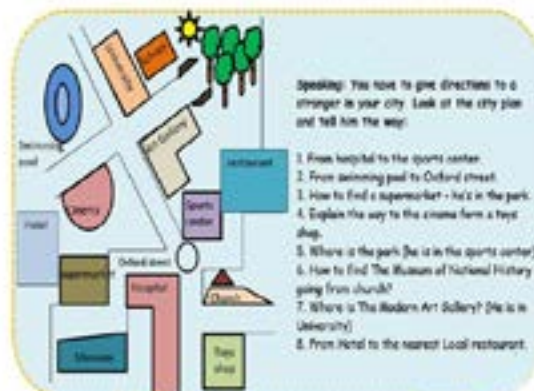 University
School
Swimming
pool
Art Gallery
restaurant
Cinema
Sports
center
Hotel
Oxford street
supermarket
Hospital
Church
Museum
Toys
shop
Speaking: You have to give directions to a
stranger in your city. Look at the city plan
and tell him the way:
1. From hospital to the sports center.
2. From swimming pool to Oxford street.
3. How to find a supermarket - he's in the park.
4. Explain the way to the cinema form a toys
shop.
5. Where is the park (he is in the sports center)
6. How to find The Museum of National History
going from church?
7. Where is The Modern Art Gallery? (He is in
University)
8. From Hotel to the nearest Local restaurant.